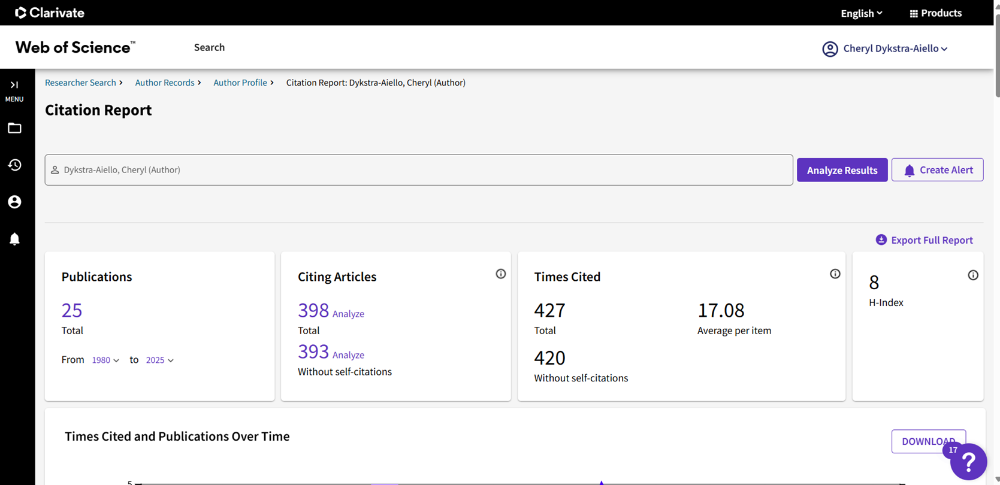 Clarivate
English
Products
Web of Science™
Search
Cheryl Dykstra-Aiello
MENU
Researcher Search > Author Records > Author Profile > Citation Report: Dykstra-Aiello, Cheryl (Author)
Citation Report
Dykstra-Aiello, Cheryl (Author)
Analyze Results
Create Alert
Export Full Report
Publications
25
Total
From 1980 to 2025
Citing Articles
398 Analyze
Total
393 Analyze
Without self-citations
Times Cited
427
Total
17.08
Average per item
420
Without self-citations
8
H-Index
Times Cited and Publications Over Time
DOWNLOAD
17
?
5